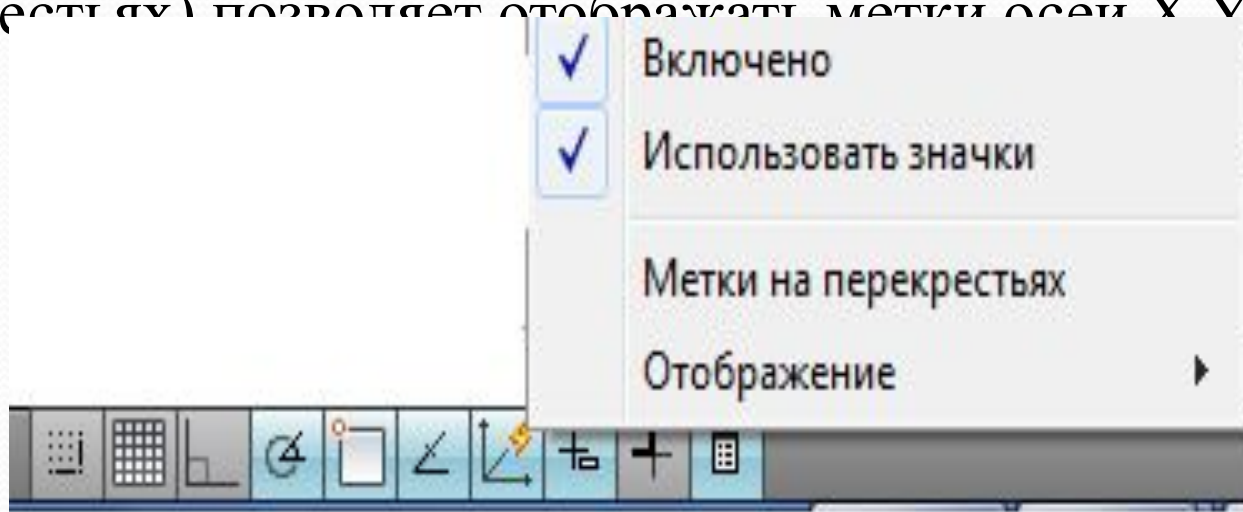 естьях) позволяет отображать метки осей X Y
Включено
Использовать значки
Метки на перекрестьях
Отображение